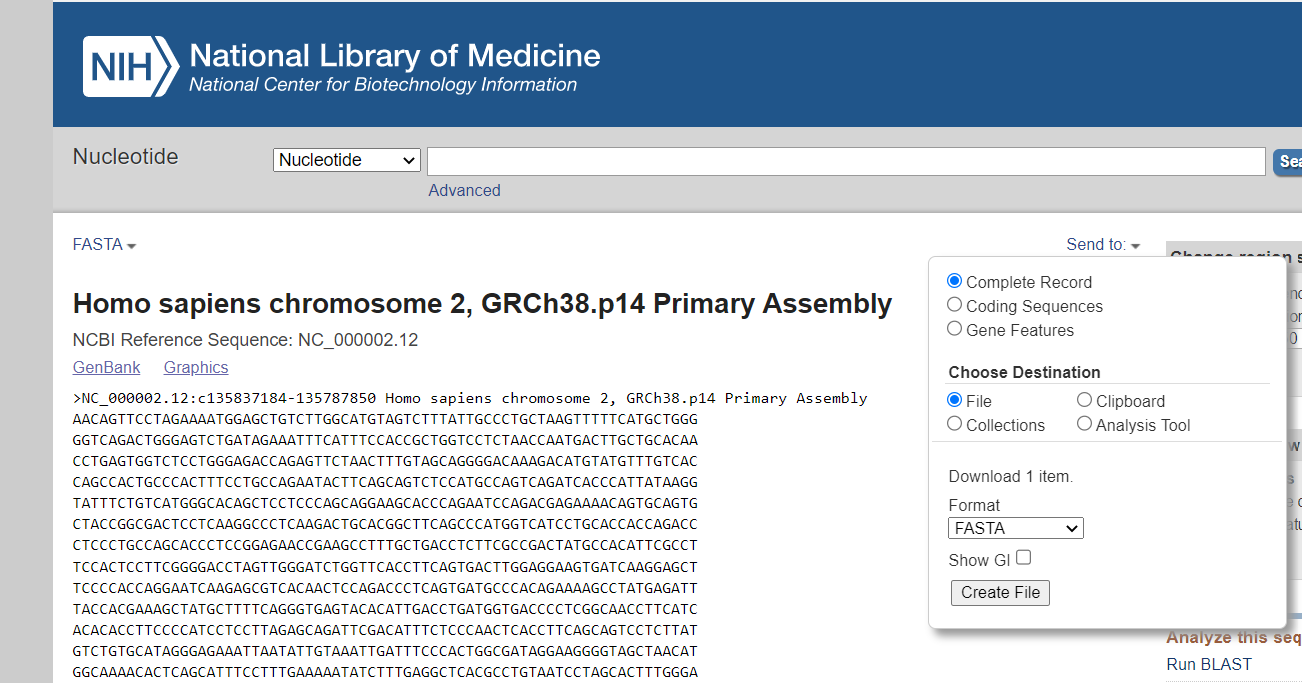 NIH National Library of Medicine
National Center for Biotechnology Information
Nucleotide
Nucleotide
Advanced
FASTA
Send to:
Homo sapiens chromosome 2, GRCh38.p14 Primary Assembly
NCBI Reference Sequence: NC_000002.12
GenBank Graphics
>NC_000002.12:c135837184-135787850 Homo sapiens chromosome 2, GRCh38.p14 Primary Assembly
AACAGTTCCTAGAAAATGGAGCTGTCTTGGCATGTAGTCTTTATTGCCCTGCTAAGTTTTTCATGCTGGG
GGTCAGACTGGGAGTCTGATAGAAATTTCATTTCCACCGCTGGTCCTCTAACCAATGACTTGCTGCACAA
CCTGAGTGGTCTCCTGGGAGACCAGAGTTCTAACTTTGTAGCAGGGGACAAAGACATGTATGTTTGTCAC
CAGCCACTGCCCACTTTCCTGCCAGAATACTTCAGCAGTCTCCATGCCAGTCAGATCACCCATTATAAGG
TATTTCTGTCATGGGCACAGCTCCTCCCAGCAGGAAGCACCCAGAATCCAGACGAGAAAACAGTGCAGTG
CTACCGGCGACTCCTCAAGGCCCTCAAGACTGCACGGCTTCAGCCCATGGTCATCCTGCACCACCAGACC
CTCCCTGCCAGCACCCTCCGGAGAACCGAAGCCTTTGCTGACCTCTTCGCCGACTATGCCACATTCGCCT
TCCACTCCTTCGGGGACCTAGTTGGGATCTGGTTCACCTTCAGTGACTTGGAGGAAGTGATCAAGGAGCT
TCCCCACCAGGAATCAAGAGCGTCACAACTCCAGACCCTCAGTGATGCCCACAGAAAAGCCTATGAGATT
TACCACGAAAGCTATGCTTTTCAGGGTGAGTACACATTGACCTGATGGTGACCCCTCGGCAACCTTCATC
ACACACCTTCCCCATCCTCCTTAGAGCAGATTCGACATTTCTCCCAACTCACCTTCAGCAGTCCTCTTAT
GTCTGTGCATAGGGAGAAATTAATATTGTAAATTGATTTCCCACTGGCGATAGGAAGGGGTAGCTAACAT
GGCAAAACACTCAGCATTTCCTTTGAAAAATATCTTTGAGGCTCACGCCTGTAATCCTAGCACTTTGGGA
Complete Record
Coding Sequences
Gene Features
Choose Destination
File Clipboard
Collections Analysis Tool
Download 1 item.
Format
FASTA
Show GI
Create File
Analyze this seq
Run BLAST